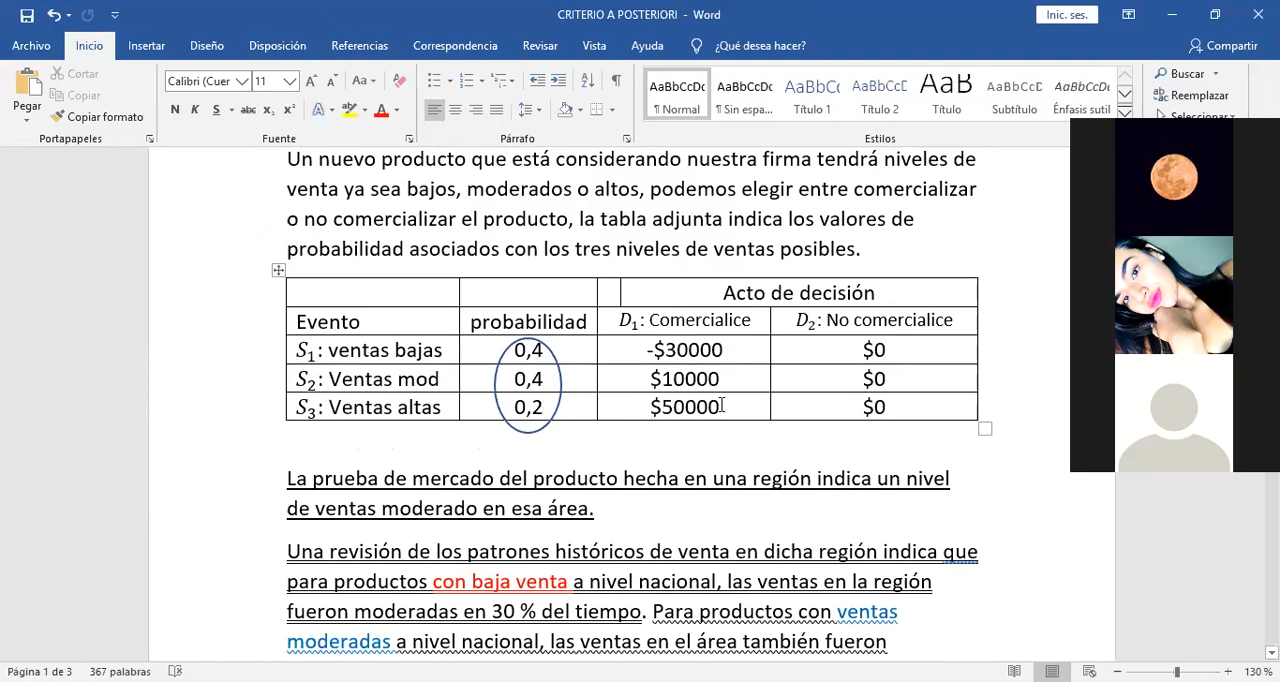 CRITERIO A POSTERIORI - Word
Inic. ses.
Archivo Inicio Insertar Diseño Disposición Referencias Correspondencia Revisar Vista Ayuda ¿Qué desea hacer? Compartir
Pegar
Cortar
Copiar
Copiar formato
Portapapeles
Calibri (Cuer 11
Fuente
Párrafo
AaBbCcDc AaBbCcDc AaBbCc AaBbCcD AaB AaBbCcD AaBbCcDc
¶ Normal ¶ Sin espa... Título 1 Título 2 Título Subtítulo Énfasis sutil
Estilos
Buscar
Reemplazar
Seleccionar
Un nuevo producto que está considerando nuestra firma tendrá niveles de
venta ya sea bajos, moderados o altos, podemos elegir entre comercializar
o no comercializar el producto, la tabla adjunta indica los valores de
probabilidad asociados con los tres niveles de ventas posibles.
Acto de decisión
Evento probabilidad D₁: Comercialice D₂: No comercialice
S₁: ventas bajas 0,4 -$30000 $0
S₂: Ventas mod 0,4 $10000 $0
S₃: Ventas altas 0,2 $50000 $0
La prueba de mercado del producto hecha en una región indica un nivel
de ventas moderado en esa área.
Una revisión de los patrones históricos de venta en dicha región indica que
para productos con baja venta a nivel nacional, las ventas en la región
fueron moderadas en 30 % del tiempo. Para productos con ventas
moderadas a nivel nacional, las ventas en el área también fueron
Página 1 de 3 367 palabras 130 %